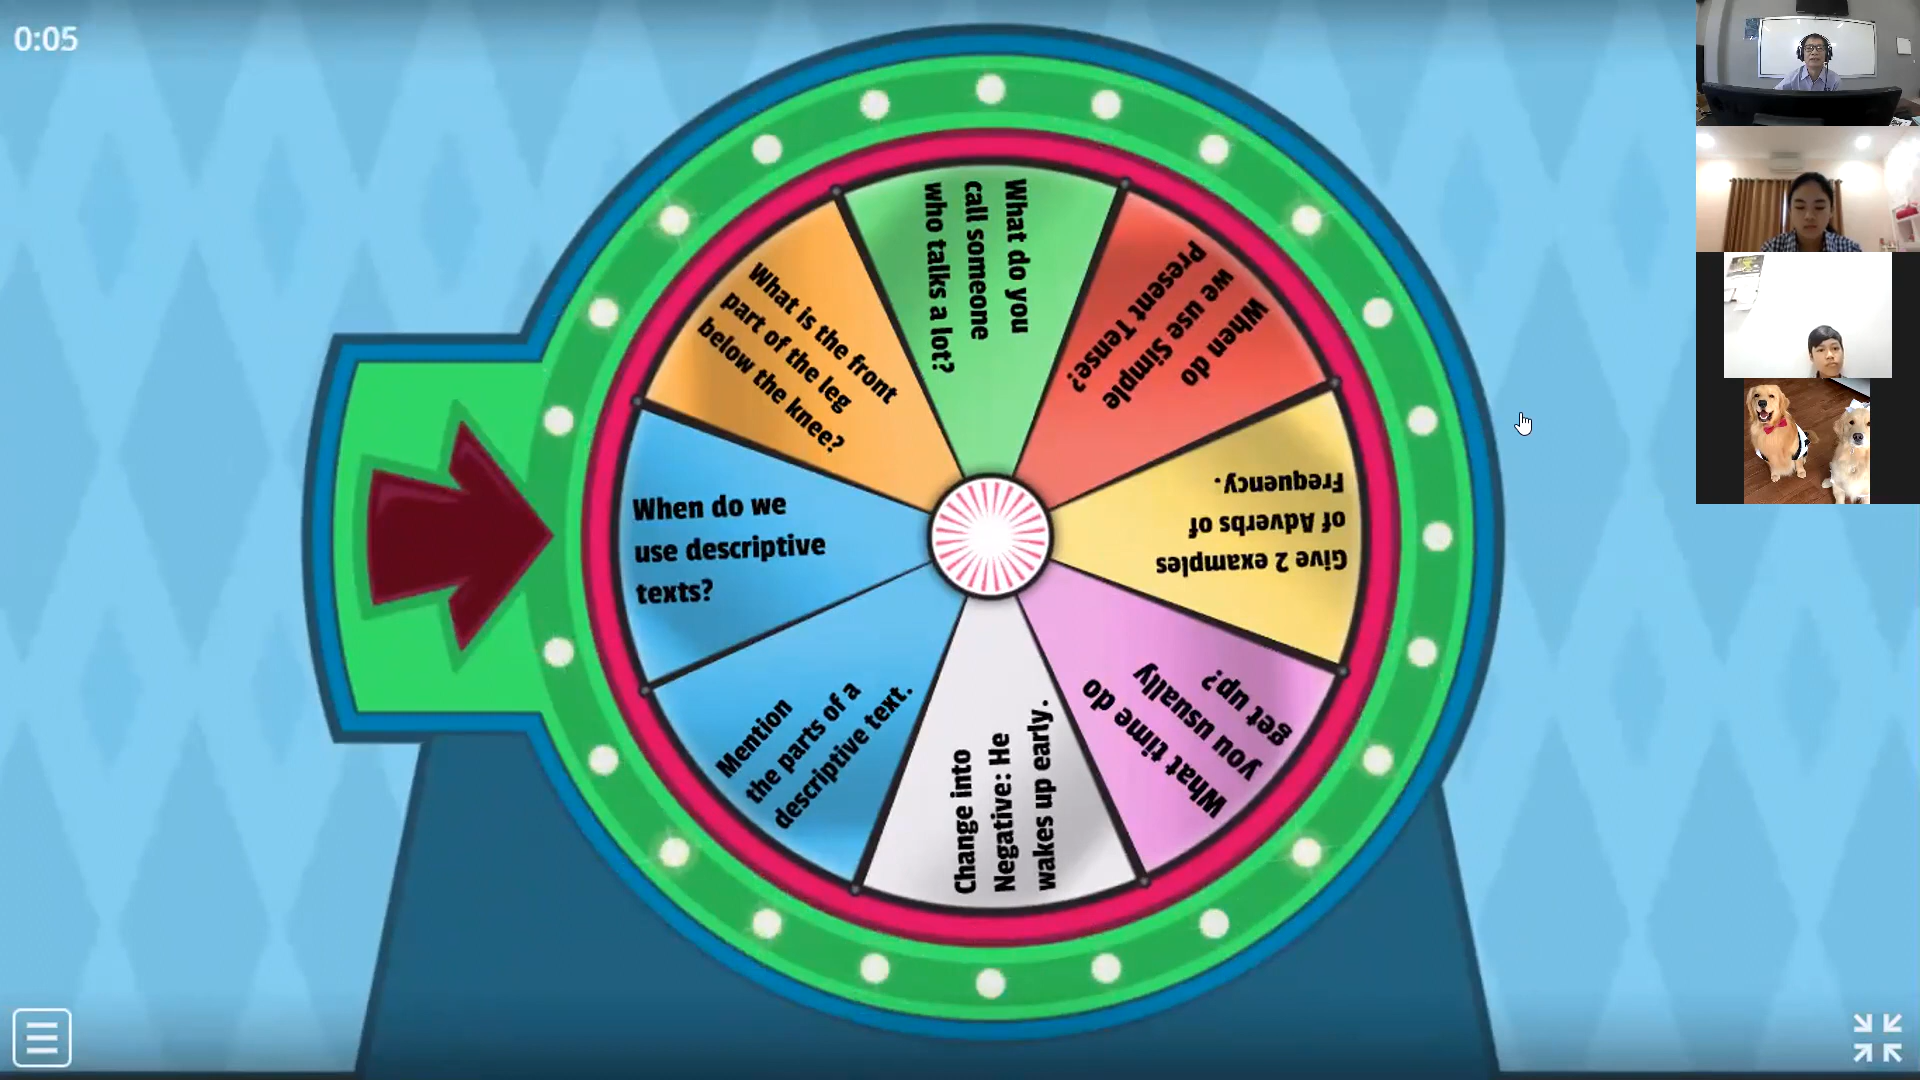 0:05
What do you
call someone
who talks a lot?
When do
we use Simple
Present Tense?
Give 2 examples
of Adverbs of
Frequency.
What time do
you usually
get up?
Change into
Negative: He
wakes up early.
Mention
the parts of a
descriptive text.
When do we
use descriptive
texts?
What is the front
part of the leg
below the knee?